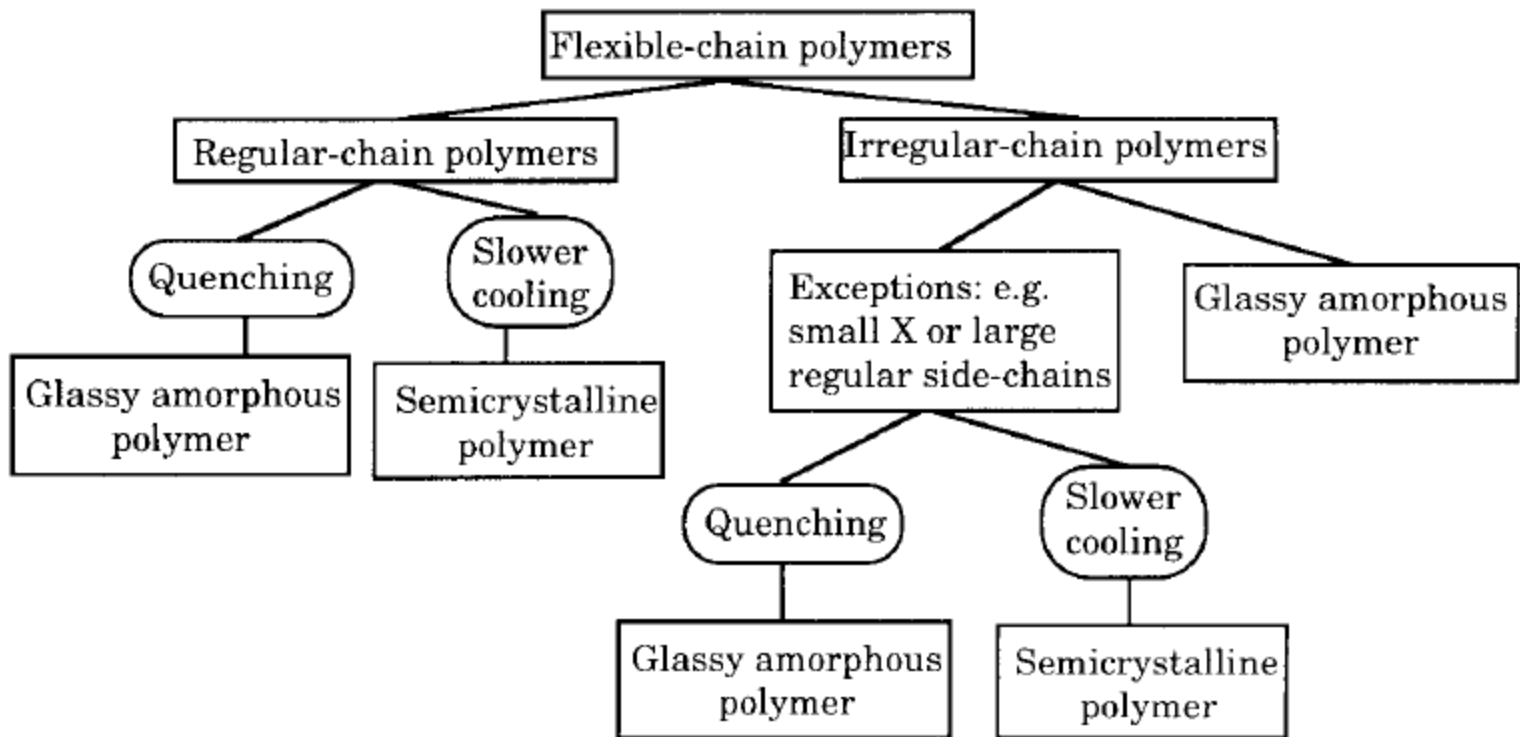 Flexible-chain polymers
Regular-chain polymers
Irregular-chain polymers
Quenching
Slower
cooling
Exceptions: e.g.
small X or large
regular side-chains
Glassy amorphous
polymer
Glassy amorphous
polymer
Semicrystalline
polymer
Quenching
Slower
cooling
Glassy amorphous
polymer
Semicrystalline
polymer